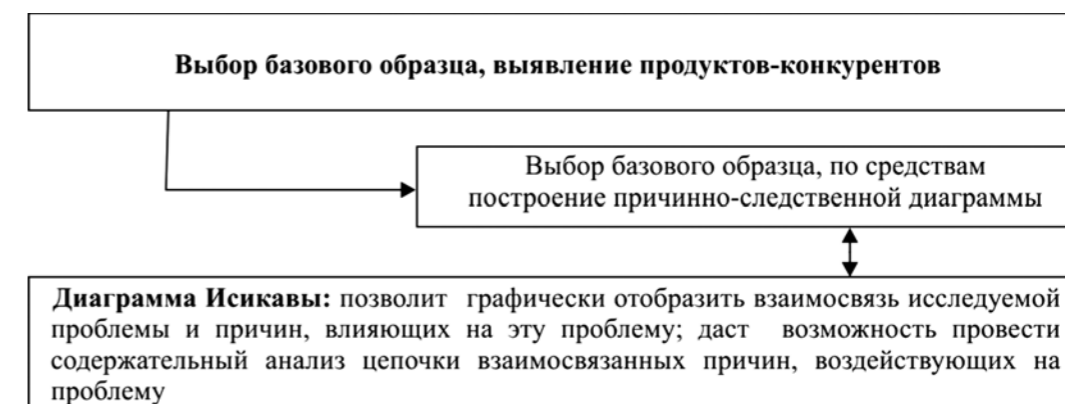 Выбор базового образца, выявление продуктов-конкурентов
Выбор базового образца, по средствам
построение причинно-следственной диаграммы
Диаграмма Исикавы: позволит графически отобразить взаимосвязь исследуемой
проблемы и причин, влияющих на эту проблему; даст возможность провести
содержательный анализ цепочки взаимосвязанных причин, воздействующих на
проблему